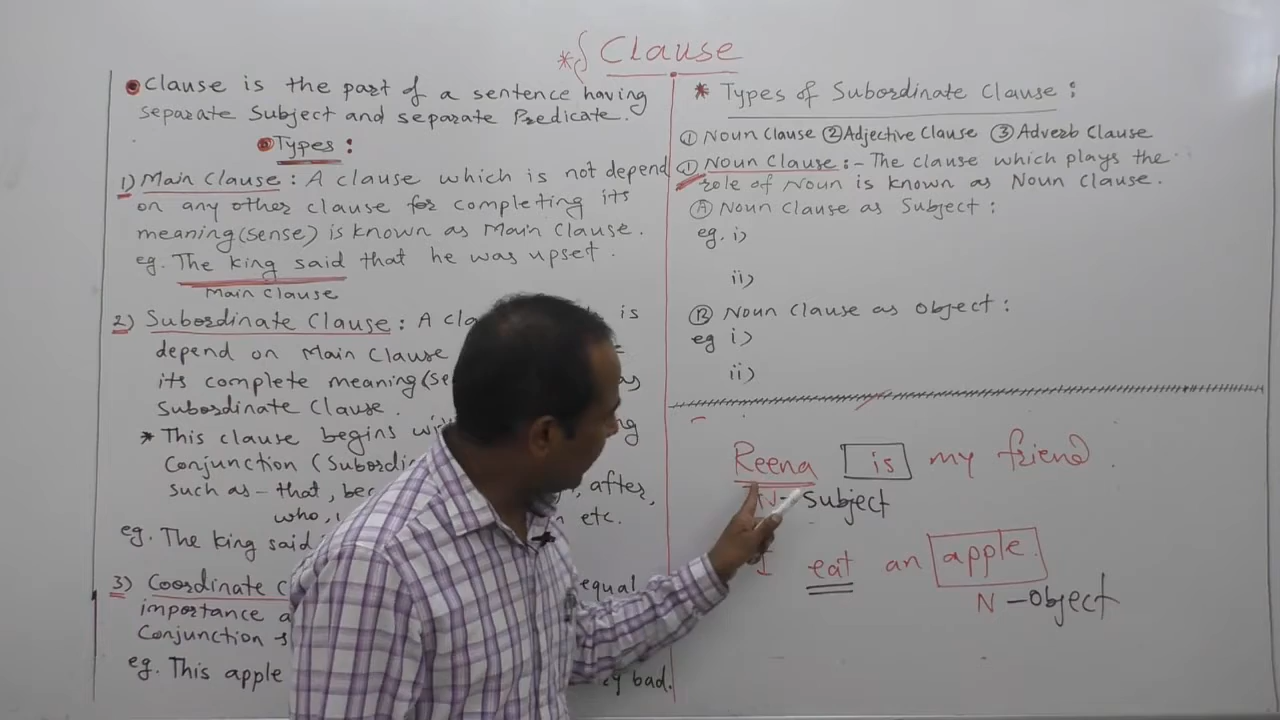 *{ Clause
Clause is the part of a sentence having
separate Subject and separate Predicate.
Types :
1) Main Clause : A clause which is not depend
on any other clause for completing its
meaning(sense) is known as Main Clause.
eg. The king said that he was upset.
Main Clause
2) Subordinate Clause : A is
depend on Main Clause
its complete meaning as
Subordinate Clause.
* This clause begins
Conjunction
such as - that, after,
who, etc.
eg. The king said
3) Coordinate equal
importance
Conjunction
eg. This apple bad.
* Types of Subordinate Clause :
① Noun Clause ② Adjective Clause ③ Adverb Clause
① Noun Clause :- The clause which plays the
role of Noun is known as Noun Clause.
Ⓐ Noun Clause as Subject :
eg. i)
ii)
Ⓑ Noun Clause as Object :
eg i)
ii)
Reena is my friend.
N - Subject
I eat an apple.
N - Object